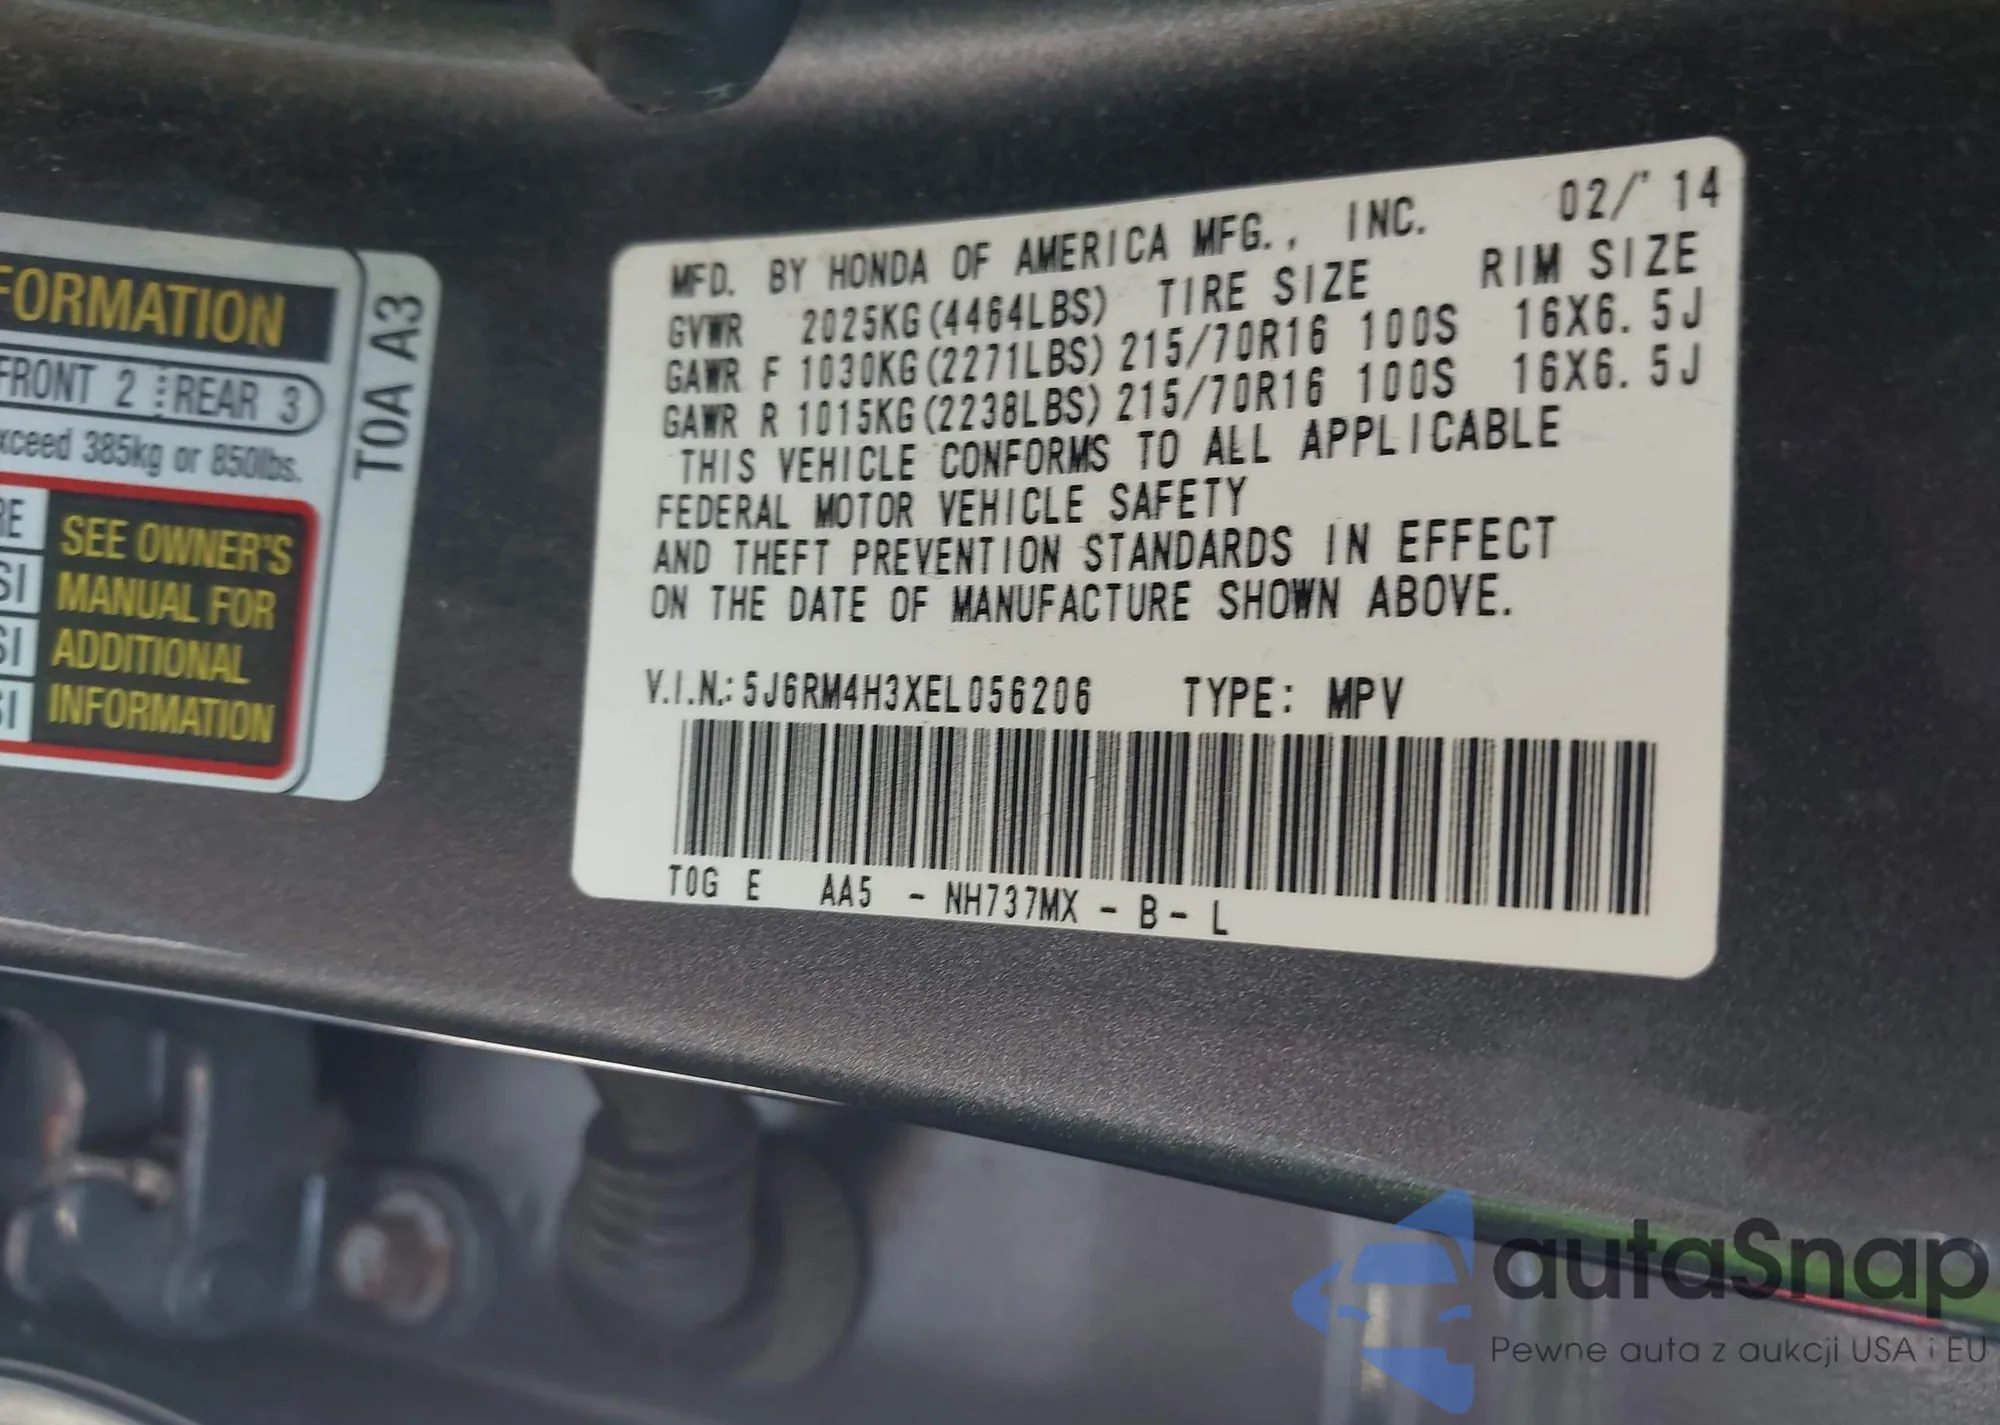 FORMATION
FRONT 2 REAR 3
xceed 385kg or 850lbs.
RE
SI
SI
SI
SEE OWNER'S
MANUAL FOR
ADDITIONAL
INFORMATION
T0A A3
MFD. BY HONDA OF AMERICA MFG., INC. 02/'14
GVWR 2025KG(4464LBS) TIRE SIZE RIM SIZE
GAWR F 1030KG(2271LBS) 215/70R16 100S 16X6.5J
GAWR R 1015KG(2238LBS) 215/70R16 100S 16X6.5J
THIS VEHICLE CONFORMS TO ALL APPLICABLE
FEDERAL MOTOR VEHICLE SAFETY
AND THEFT PREVENTION STANDARDS IN EFFECT
ON THE DATE OF MANUFACTURE SHOWN ABOVE.
V.I.N.: 5J6RM4H3XEL056206 TYPE: MPV
T0G E AA5 - NH737MX - B - L
autaSnap
Pewne auta z aukcji USA i EU